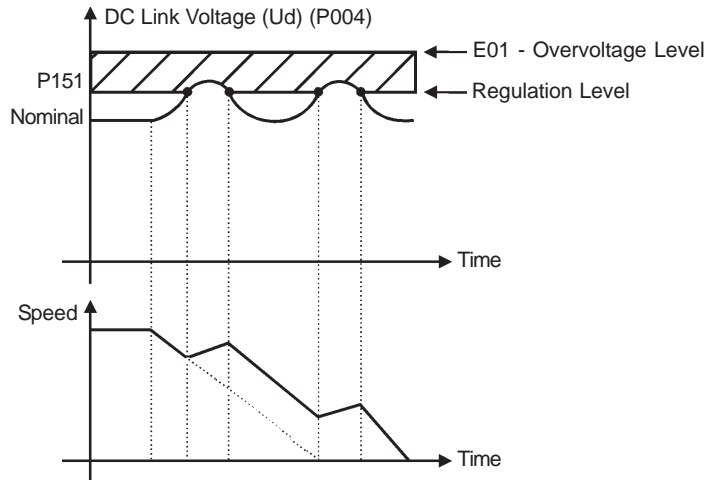 DC Link Voltage (Ud) (P004)
E01 - Overvoltage Level
P151
Regulation Level
Nominal
Time
Speed
Time